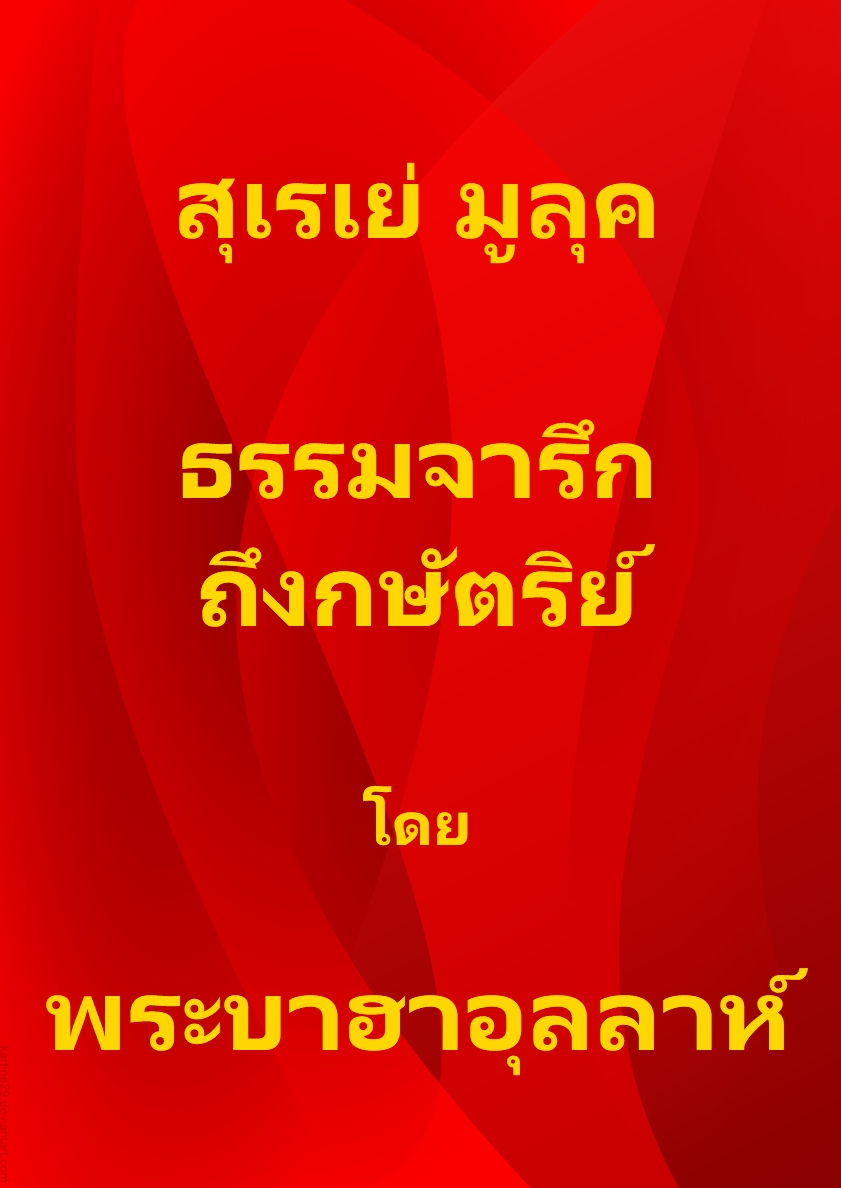 สุเรเย่ มูลุค
ธรรมจารึก
ถึงกษัตริย์
โดย
พระบาฮาอุลลาห์